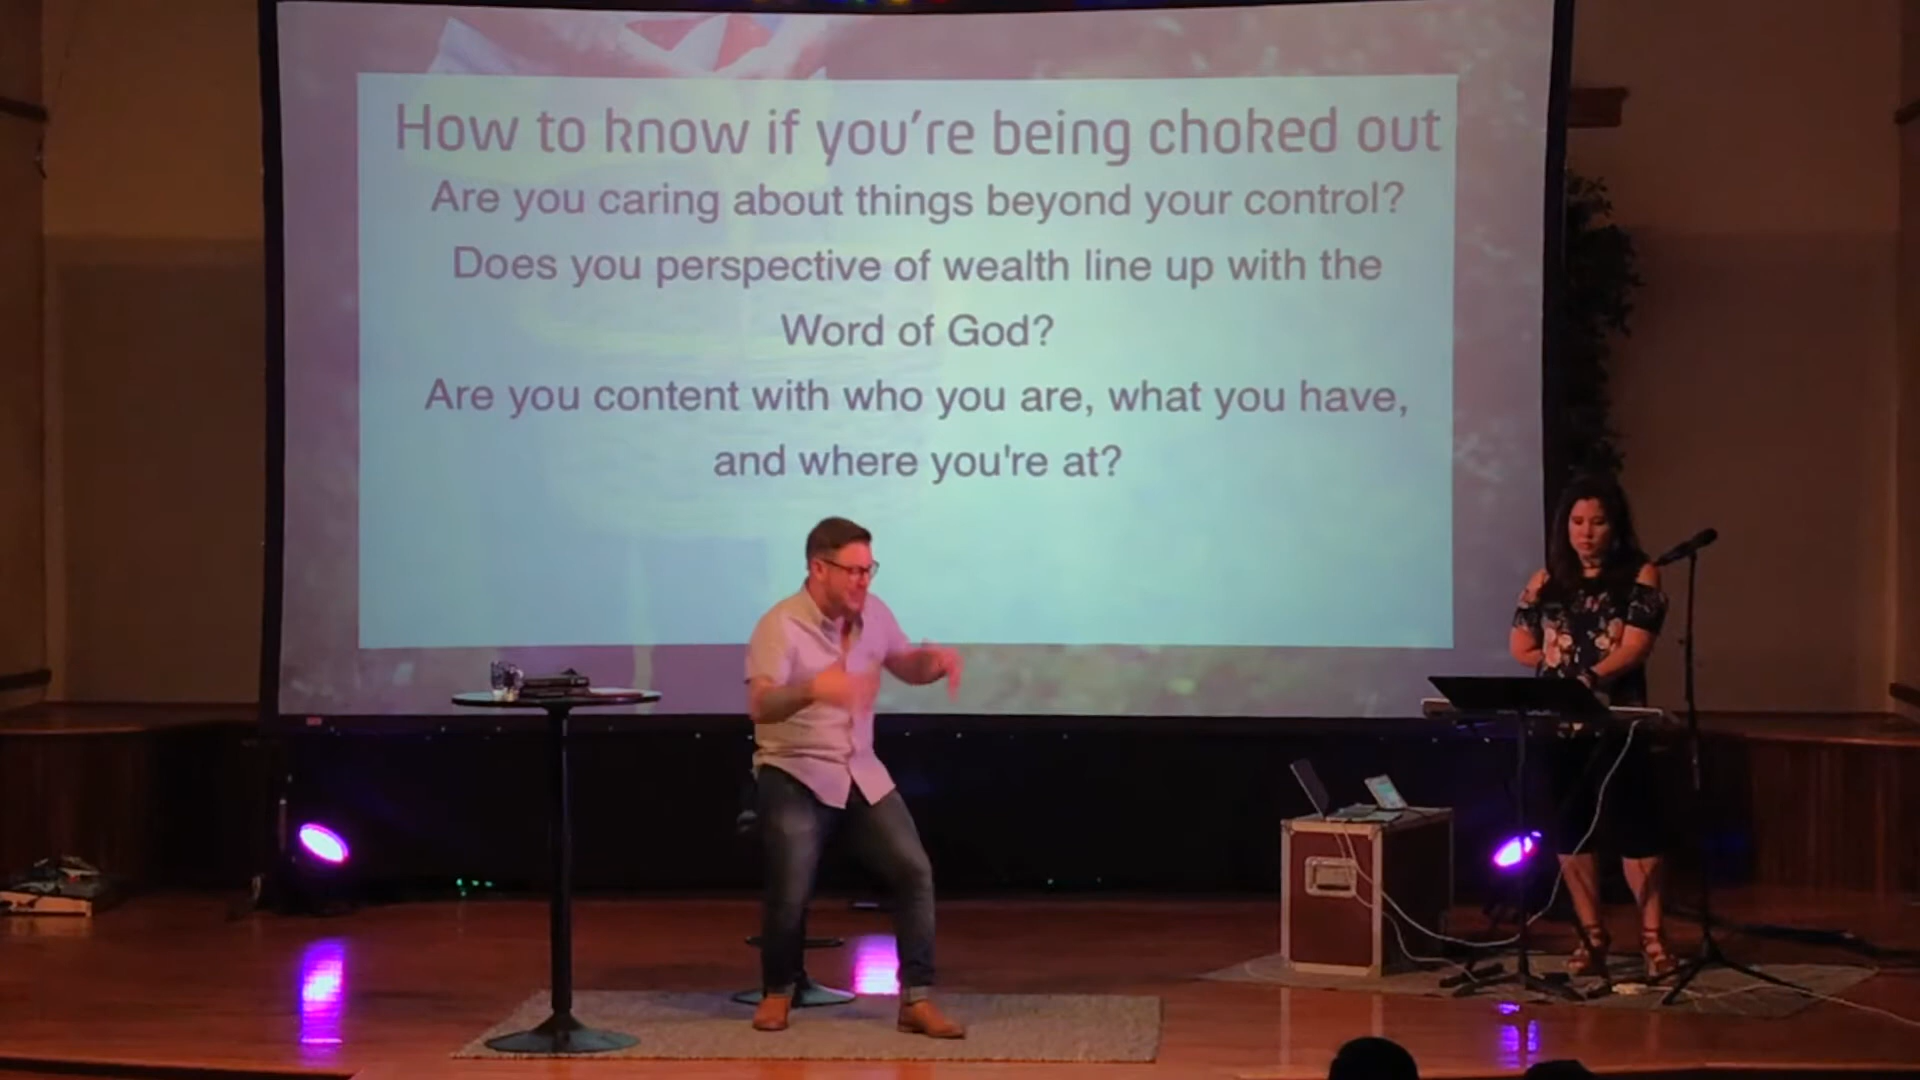 How to know if you're being choked out
Are you caring about things beyond your control?
Does you perspective of wealth line up with the
Word of God?
Are you content with who you are, what you have,
and where you're at?